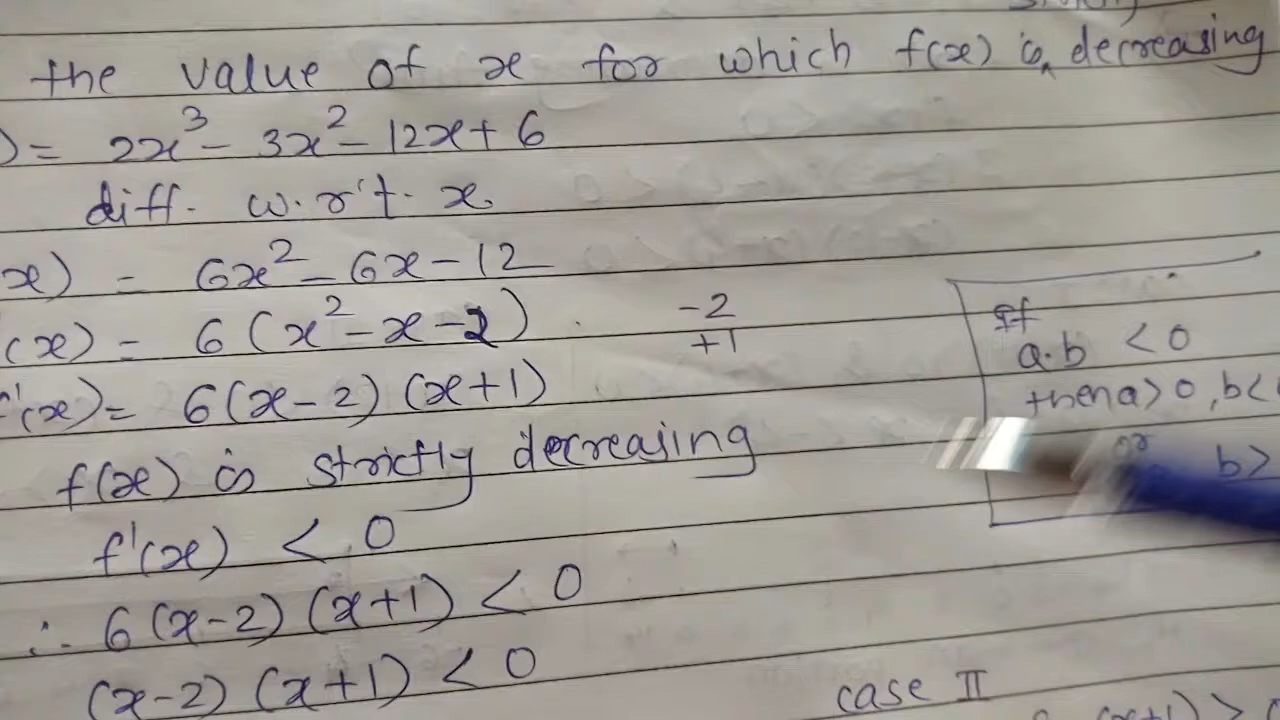 the value of x for which f(x) is decreasing
) = 2x³ - 3x² - 12x + 6
diff. w.r.t. x.
x) = 6x² - 6x - 12
(x) = 6 (x² - x - 2)
-2
+1
f'(x) = 6(x-2) (x+1)
f(x) is strictly decreasing
f'(x) < 0
∴ 6(x-2) (x+1) < 0
(x-2) (x+1) < 0
If
a.b < 0
then a > 0, b <
or b >
case II
(x+1) >